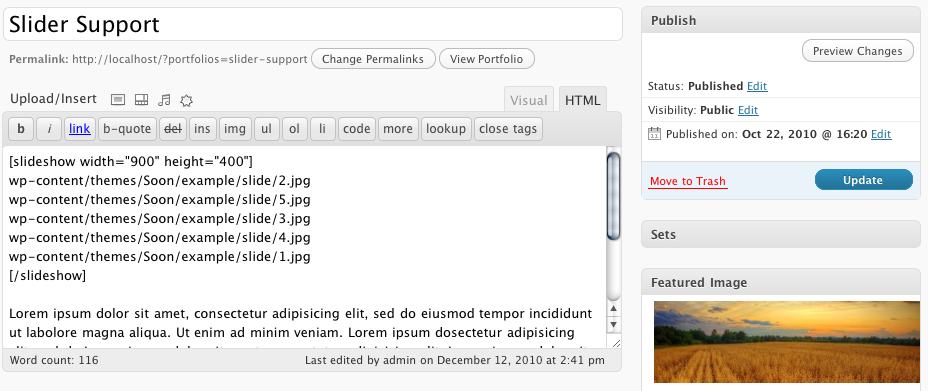 Slider Support
Permalink: http://localhost/?portfolios=slider-support Change Permalinks View Portfolio
Upload/Insert Visual HTML
b i link b-quote del ins img ul ol li code more lookup close tags
[slideshow width="900" height="400"]
wp-content/themes/Soon/example/slide/2.jpg
wp-content/themes/Soon/example/slide/5.jpg
wp-content/themes/Soon/example/slide/3.jpg
wp-content/themes/Soon/example/slide/4.jpg
wp-content/themes/Soon/example/slide/1.jpg
[/slideshow]
Lorem ipsum dolor sit amet, consectetur adipisicing elit, sed do eiusmod tempor incididunt
ut labolore magna aliqua. Ut enim ad minim veniam. Lorem ipsum dosectetur adipisicing
Word count: 116 Last edited by admin on December 12, 2010 at 2:41 pm
Publish
Preview Changes
Status: Published Edit
Visibility: Public Edit
Published on: Oct 22, 2010 @ 16:20 Edit
Move to Trash Update
Sets
Featured Image